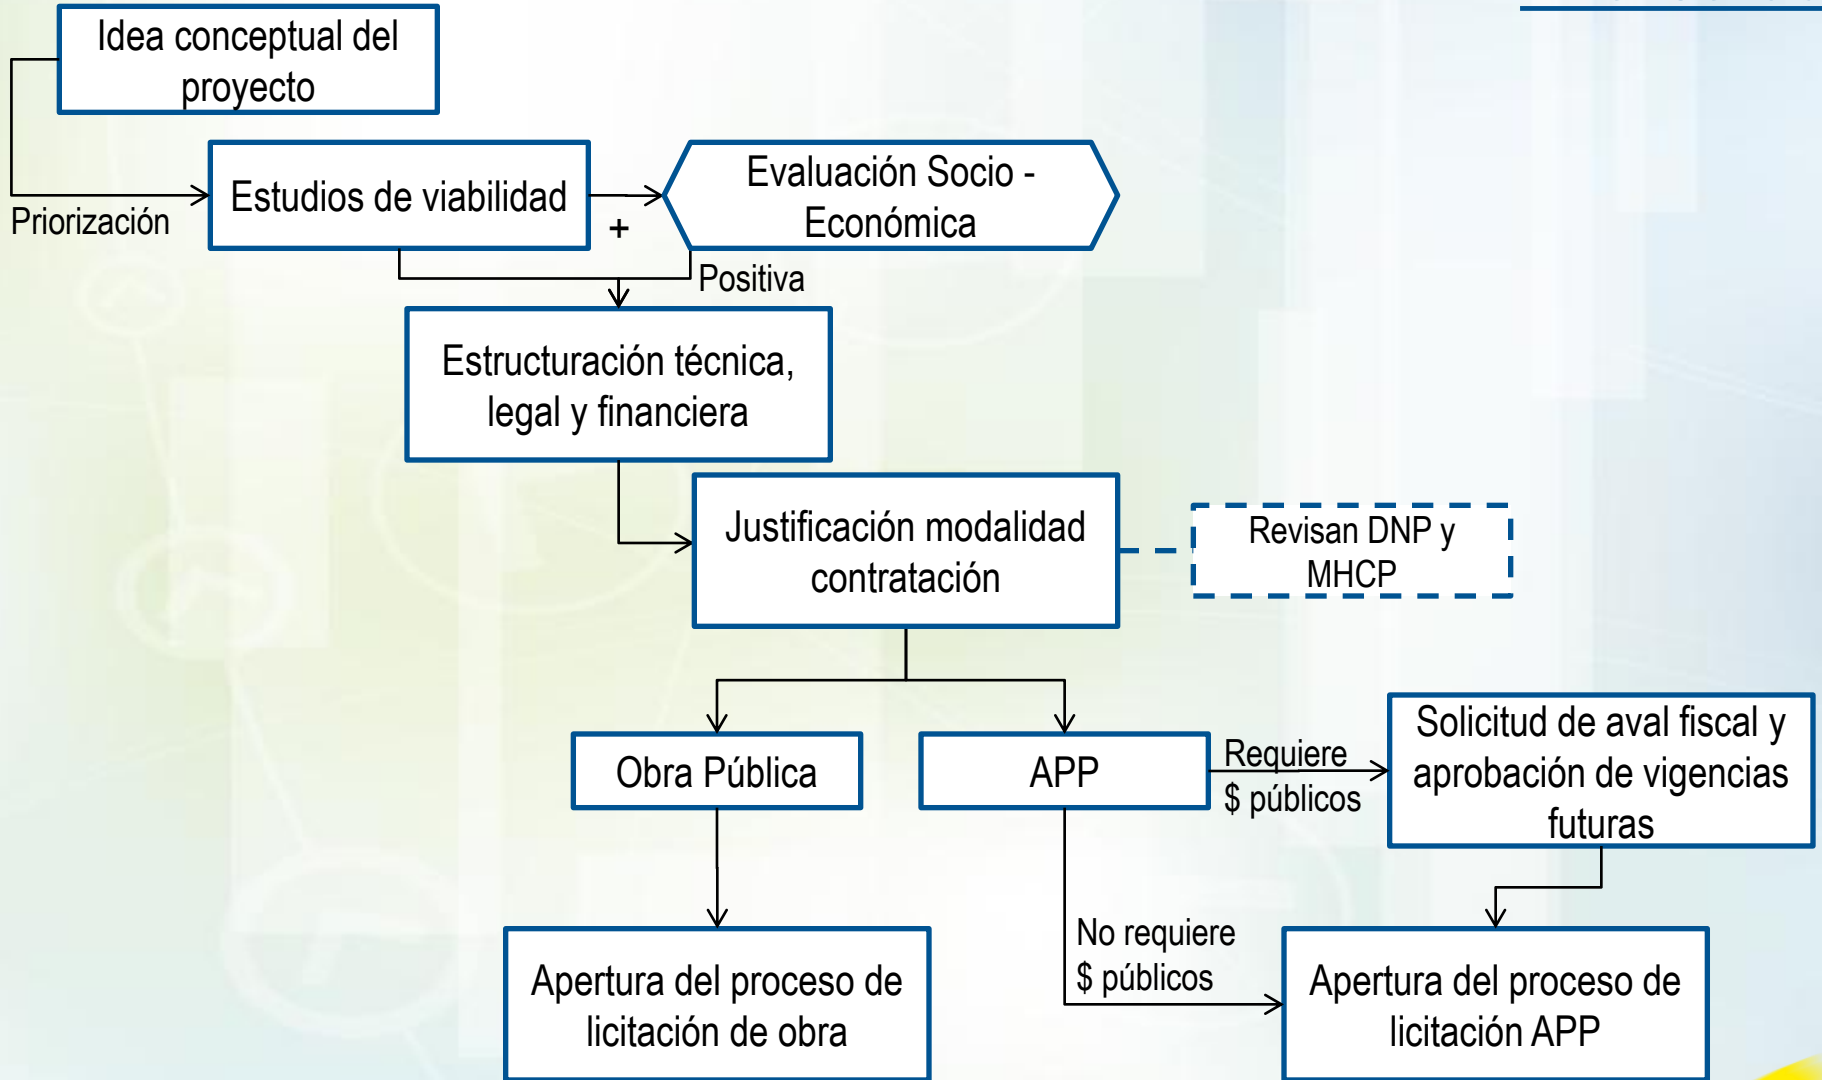 Idea conceptual del
proyecto
Priorización
Estudios de viabilidad
+
Evaluación Socio -
Económica
Positiva
Estructuración técnica,
legal y financiera
Justificación modalidad
contratación
Revisan DNP y
MHCP
Obra Pública
APP
Requiere
$ públicos
Solicitud de aval fiscal y
aprobación de vigencias
futuras
No requiere
$ públicos
Apertura del proceso de
licitación de obra
Apertura del proceso de
licitación APP